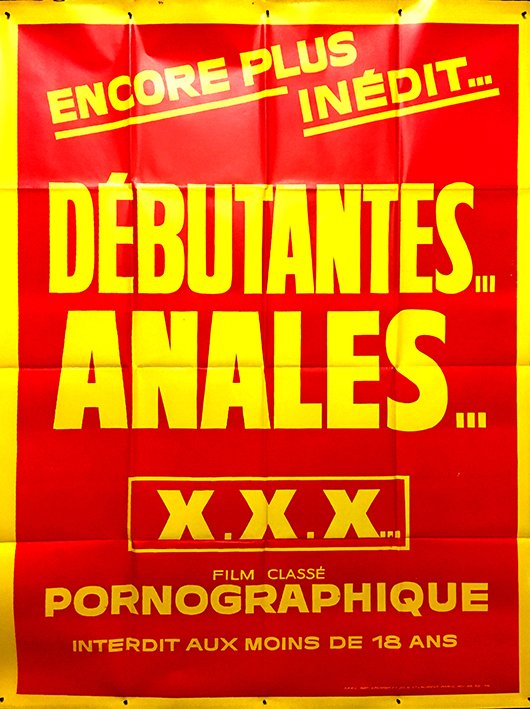 ENCORE PLUS
INÉDIT...
DÉBUTANTES...
ANALES...
X.X.X...
FILM CLASSÉ
PORNOGRAPHIQUE
INTERDIT AUX MOINS DE 18 ANS